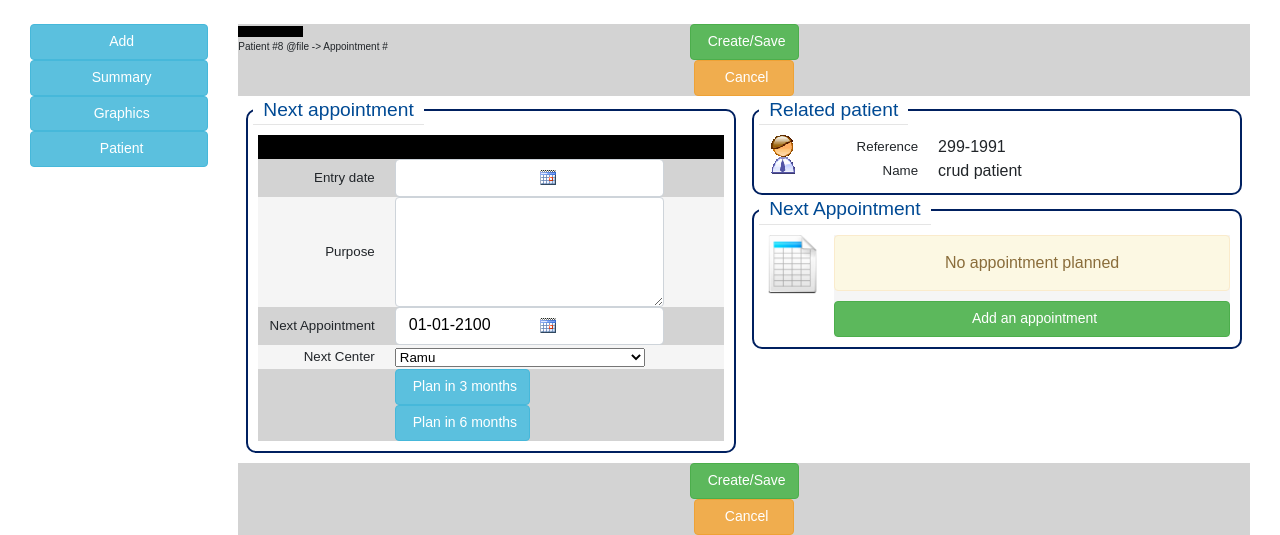 Add
Summary
Graphics
Patient
Patient #8 @file -> Appointment #
Create/Save
Cancel
Next appointment
Entry date
Purpose
Next Appointment
01-01-2100
Next Center
Ramu
Plan in 3 months
Plan in 6 months
Related patient
Reference
299-1991
Name
crud patient
Next Appointment
No appointment planned
Add an appointment
Create/Save
Cancel